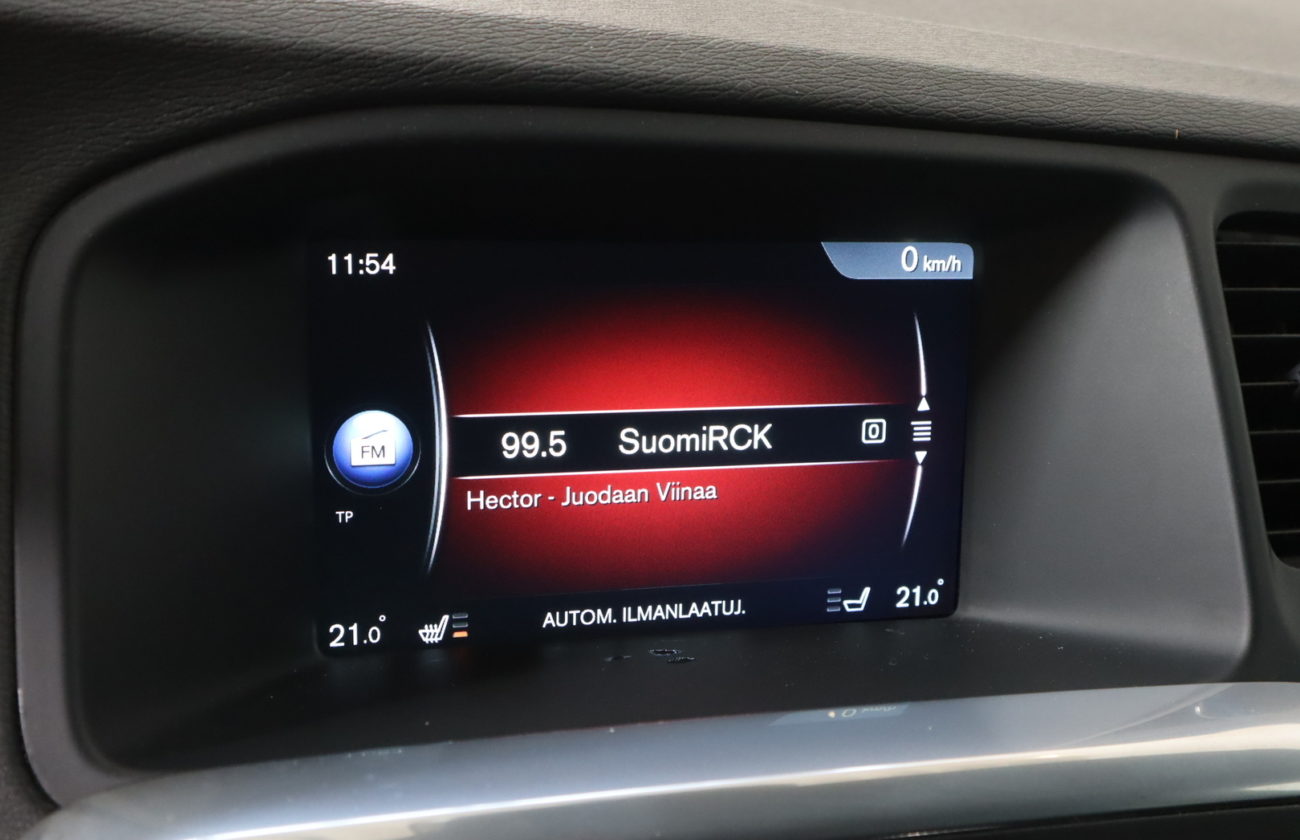 11:54
0 km/h
FM
99.5 SuomiRCK 0
Hector - Juodaan Viinaa
TP
21.0° AUTOM. ILMANLAATUJ. 21.0°